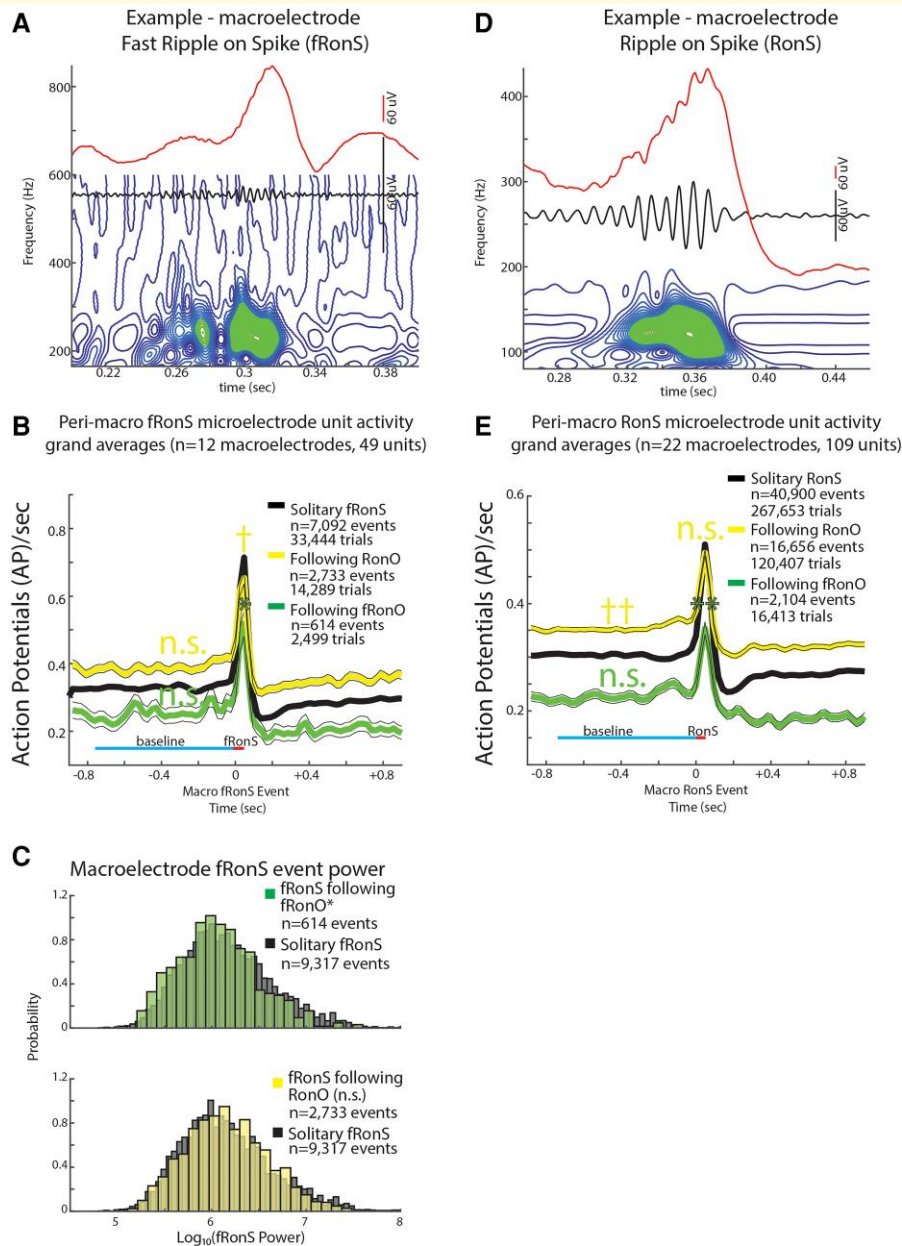 A
Example - macroelectrode
Fast Ripple on Spike (fRonS)
800
600
400
200
Frequency (Hz)
60 uV
60uV
0.22
0.26
0.3
0.34
0.38
time (sec)
D
Example - macroelectrode
Ripple on Spike (RonS)
400
300
200
100
Frequency (Hz)
60 uV
60uV
0.28
0.32
0.36
0.40
0.44
time (sec)
B
Peri-macro fRonS microelectrode unit activity
grand averages (n=12 macroelectrodes, 49 units)
Action Potentials (AP)/sec
0.8
0.6
0.4
0.2
†
*
n.s.
n.s.
Solitary fRonS
n=7,092 events
33,444 trials
Following RonO
n=2,733 events
14,289 trials
Following fRonO
n=614 events
2,499 trials
baseline
fRonS
-0.8
-0.4
0
+0.4
+0.8
Macro fRonS Event
Time (sec)
E
Peri-macro RonS microelectrode unit activity
grand averages (n=22 macroelectrodes, 109 units)
Action Potentials (AP)/sec
0.6
0.4
0.2
n.s.
**
††
n.s.
Solitary RonS
n=40,900 events
267,653 trials
Following RonO
n=16,656 events
120,407 trials
Following fRonO
n=2,104 events
16,413 trials
baseline
RonS
-0.8
-0.4
0
+0.4
+0.8
Macro RonS Event
Time (sec)
C
Macroelectrode fRonS event power
1.2
0.8
0.4
0
fRonS following
fRonO*
n=614 events
Solitary fRonS
n=9,317 events
Probability
1.2
0.8
0.4
0
fRonS following
RonO (n.s.)
n=2,733 events
Solitary fRonS
n=9,317 events
5
6
7
8
Log₁₀(fRonS Power)